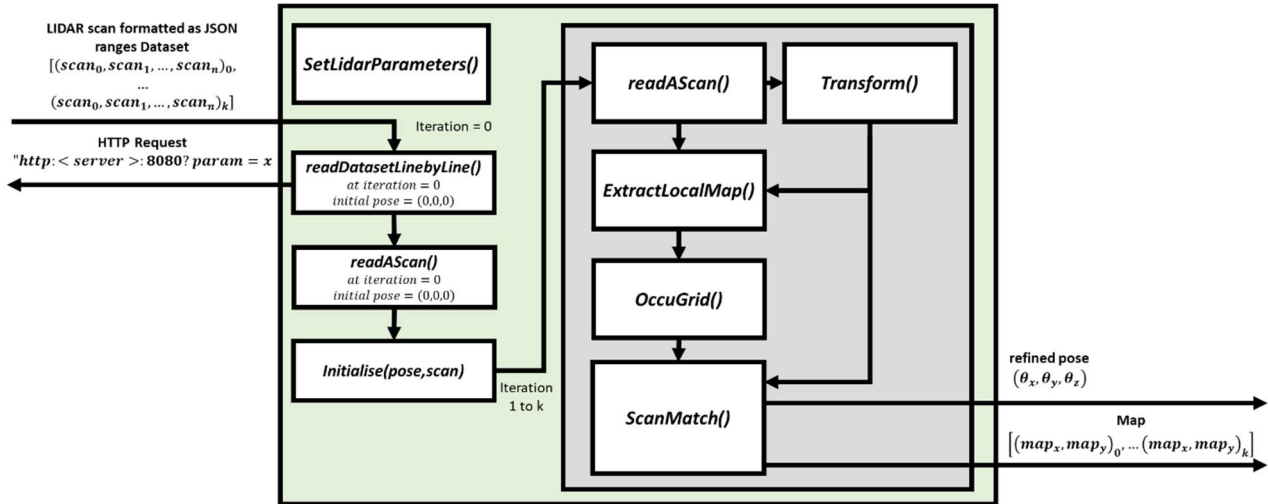 LIDAR scan formatted as JSON
ranges Dataset
[(scan₀, scan₁, …, scanₙ)₀,
…
(scan₀, scan₁, …, scanₙ)ₖ]
HTTP Request
"http: < server >: 8080? param = x
SetLidarParameters()
Iteration = 0
readDatasetLinebyLine()
at iteration = 0
initial pose = (0,0,0)
readAScan()
at iteration = 0
initial pose = (0,0,0)
Initialise(pose,scan)
Iteration
1 to k
readAScan()
Transform()
ExtractLocalMap()
OccuGrid()
ScanMatch()
refined pose
(θₓ, θᵧ, θ_z)
Map
[(mapₓ, mapᵧ)₀, … (mapₓ, mapᵧ)ₖ]